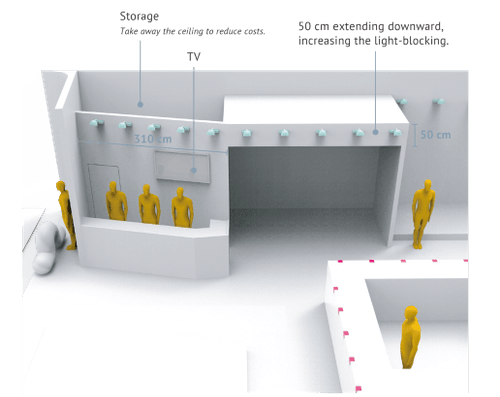 Storage
Take away the ceiling to reduce costs.
50 cm extending downward,
increasing the light-blocking.
TV
50 cm
310 cm